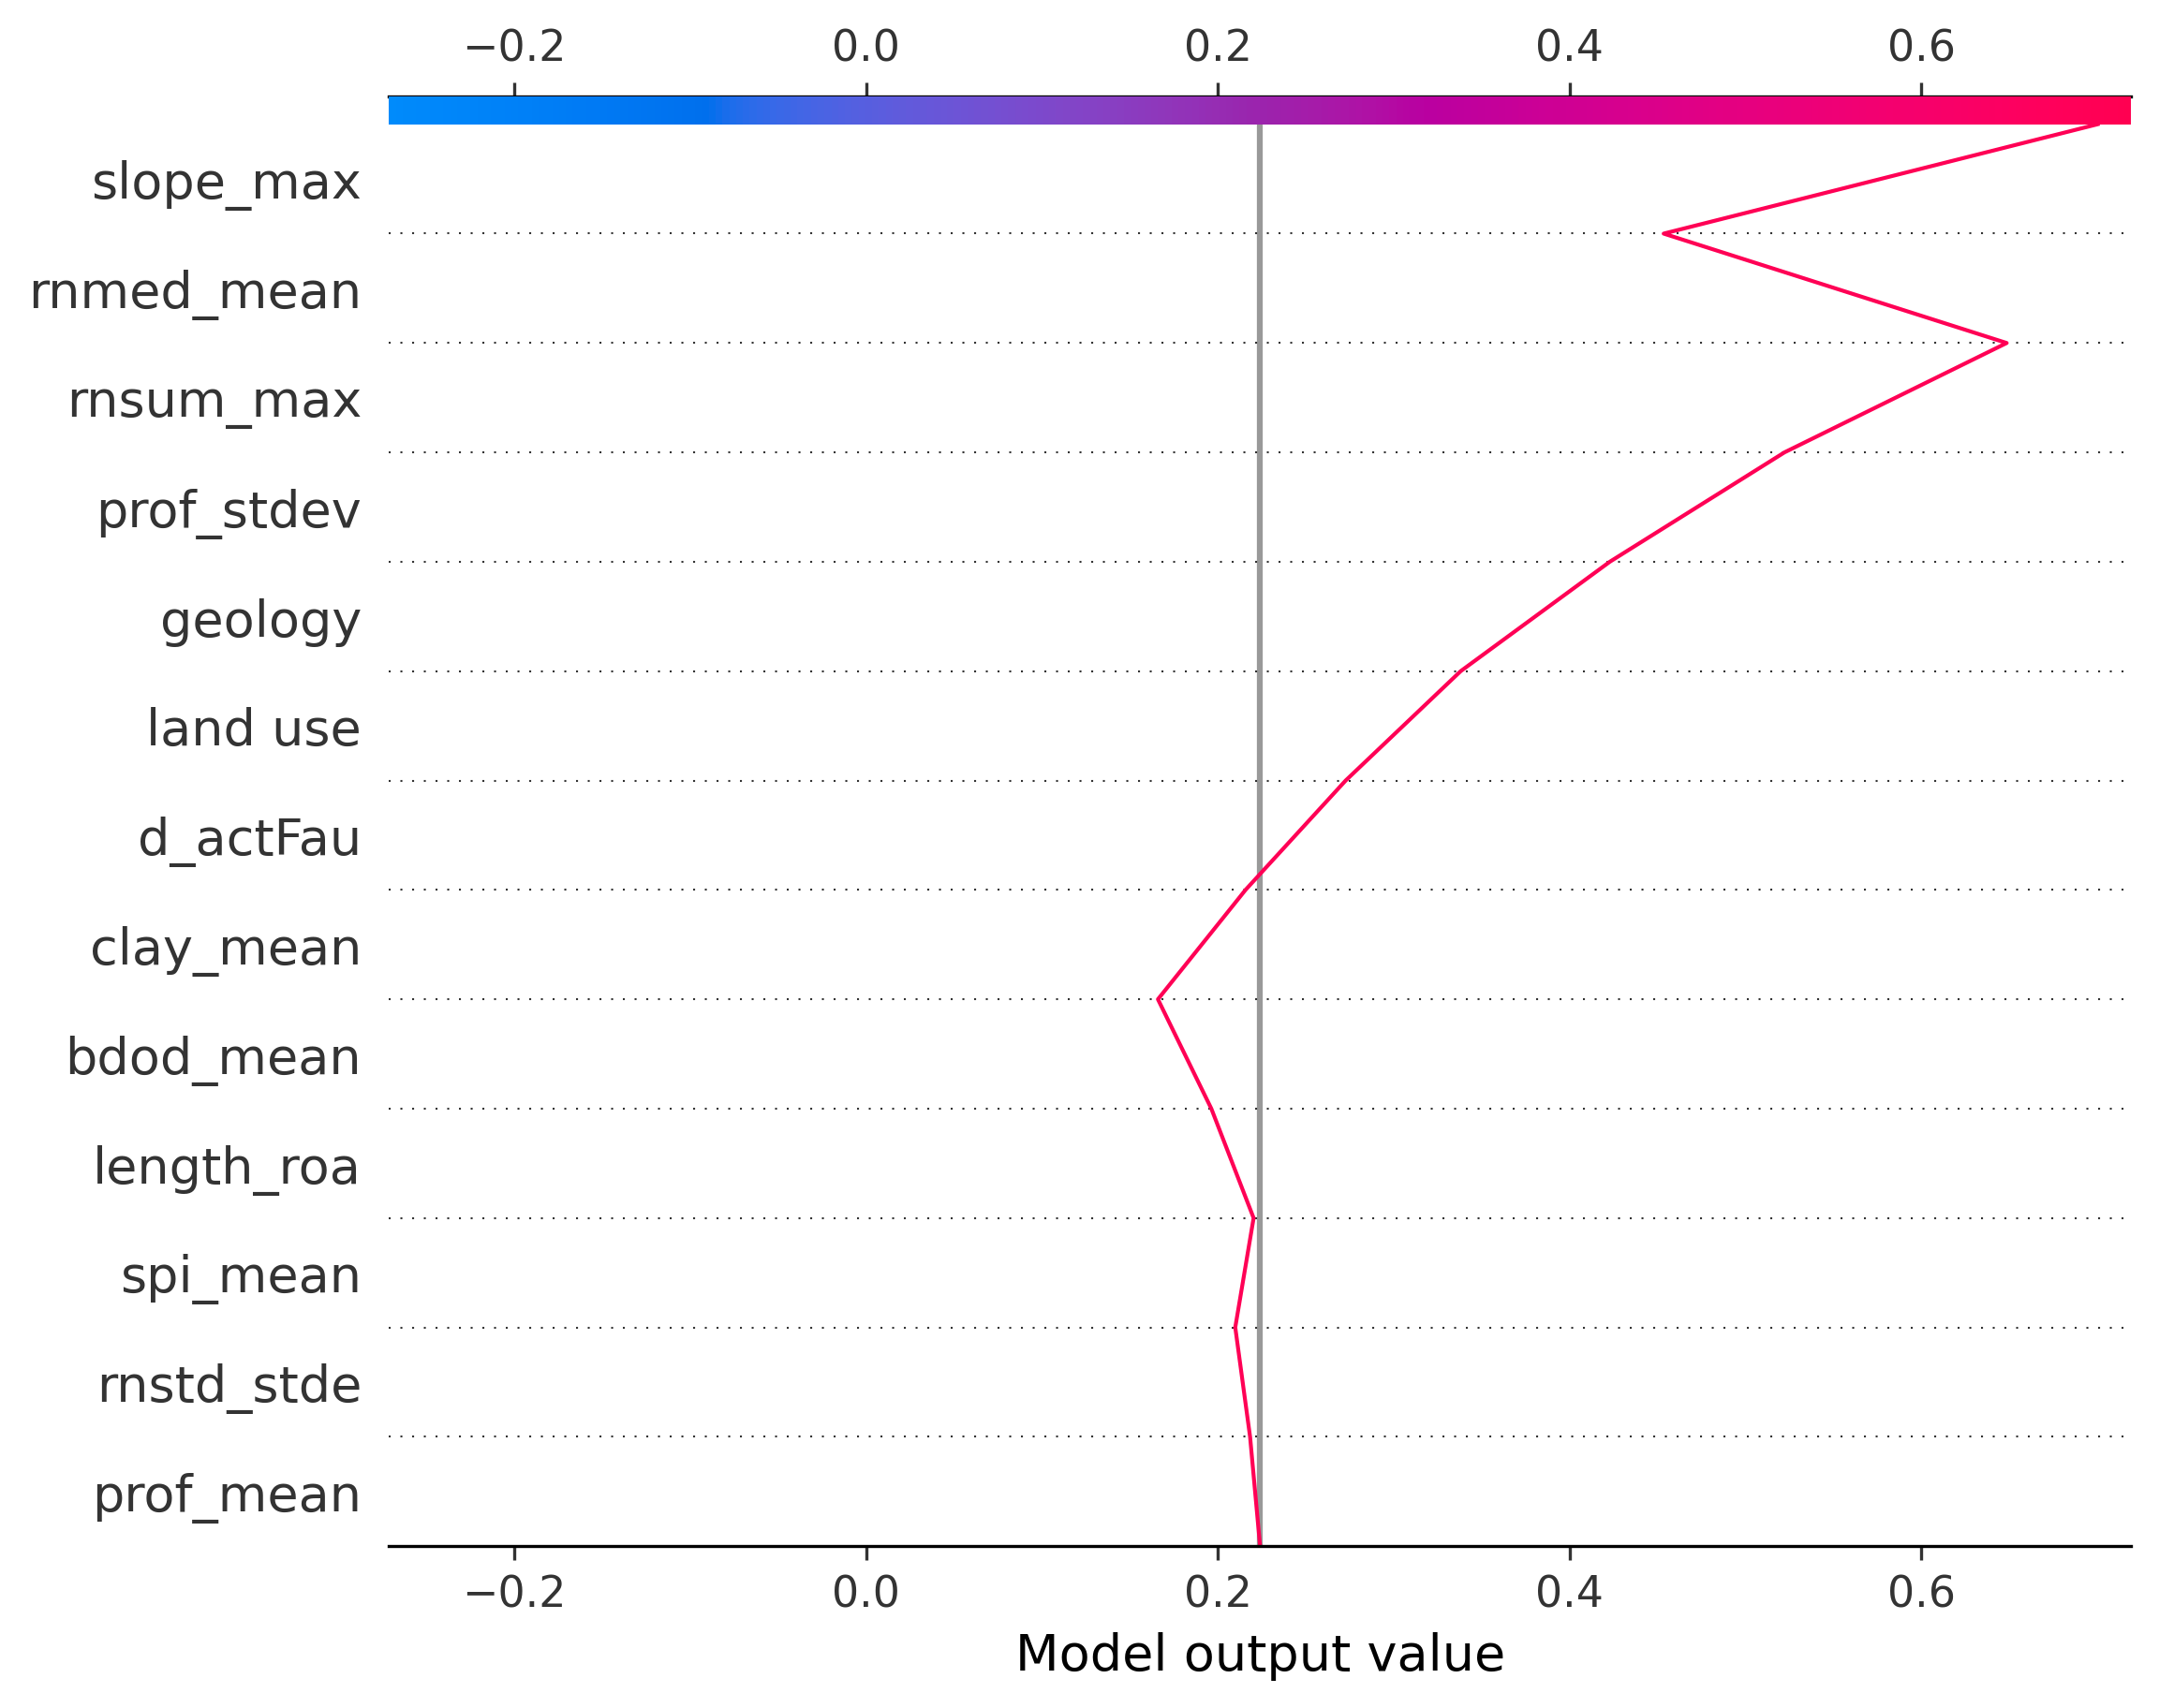 −0.2 0.0 0.2 0.4 0.6
slope_max
rnmed_mean
rnsum_max
prof_stdev
geology
land use
d_actFau
clay_mean
bdod_mean
length_roa
spi_mean
rnstd_stde
prof_mean
−0.2 0.0 0.2 0.4 0.6
Model output value